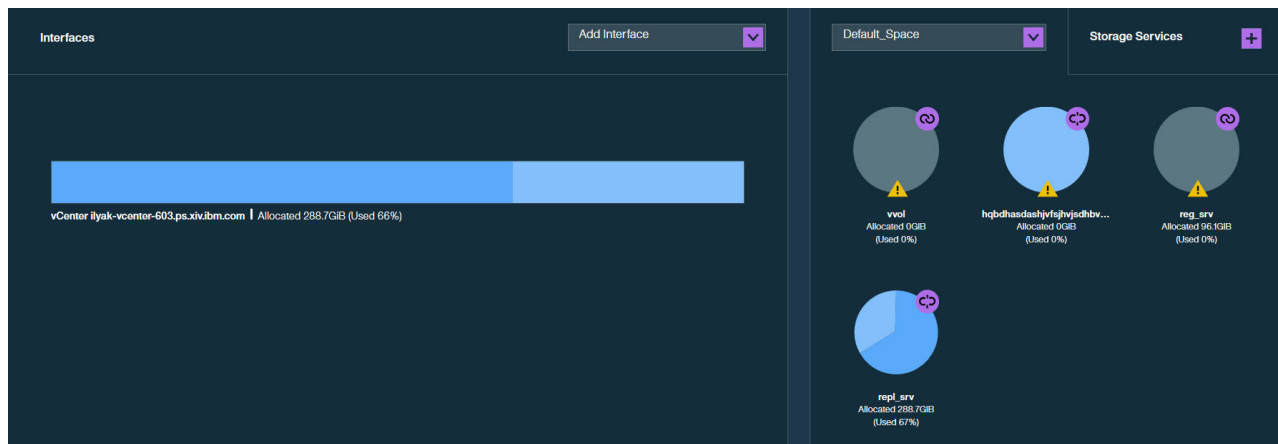 Interfaces
Add Interface
vCenter ilyak-vcenter-603.ps.xiv.ibm.com | Allocated 288.7GiB (Used 66%)
Default_Space
Storage Services
vvol
Allocated 0GiB
(Used 0%)
hqbdhasdashjvfsjhvjsdhbv...
Allocated 0GiB
(Used 0%)
reg_srv
Allocated 96.1GiB
(Used 0%)
repl_srv
Allocated 288.7GiB
(Used 67%)